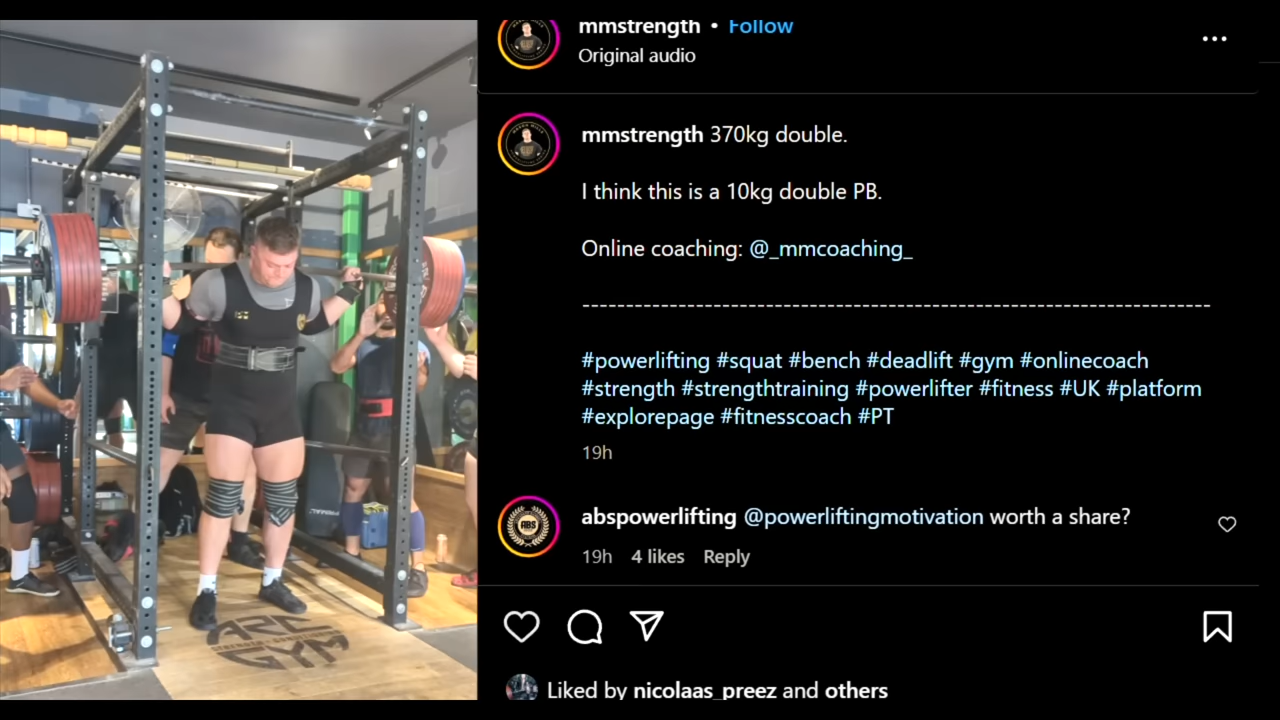 mmstrength • Follow
Original audio
mmstrength 370kg double.
I think this is a 10kg double PB.
Online coaching: @_mmcoaching_
-----------------------------------------------------------------------
#powerlifting #squat #bench #deadlift #gym #onlinecoach
#strength #strengthtraining #powerlifter #fitness #UK #platform
#explorepage #fitnesscoach #PT
19h
ABS
abspowerlifting @powerliftingmotivation worth a share?
19h 4 likes Reply
Liked by nicolaas_preez and others
ARC
GYM